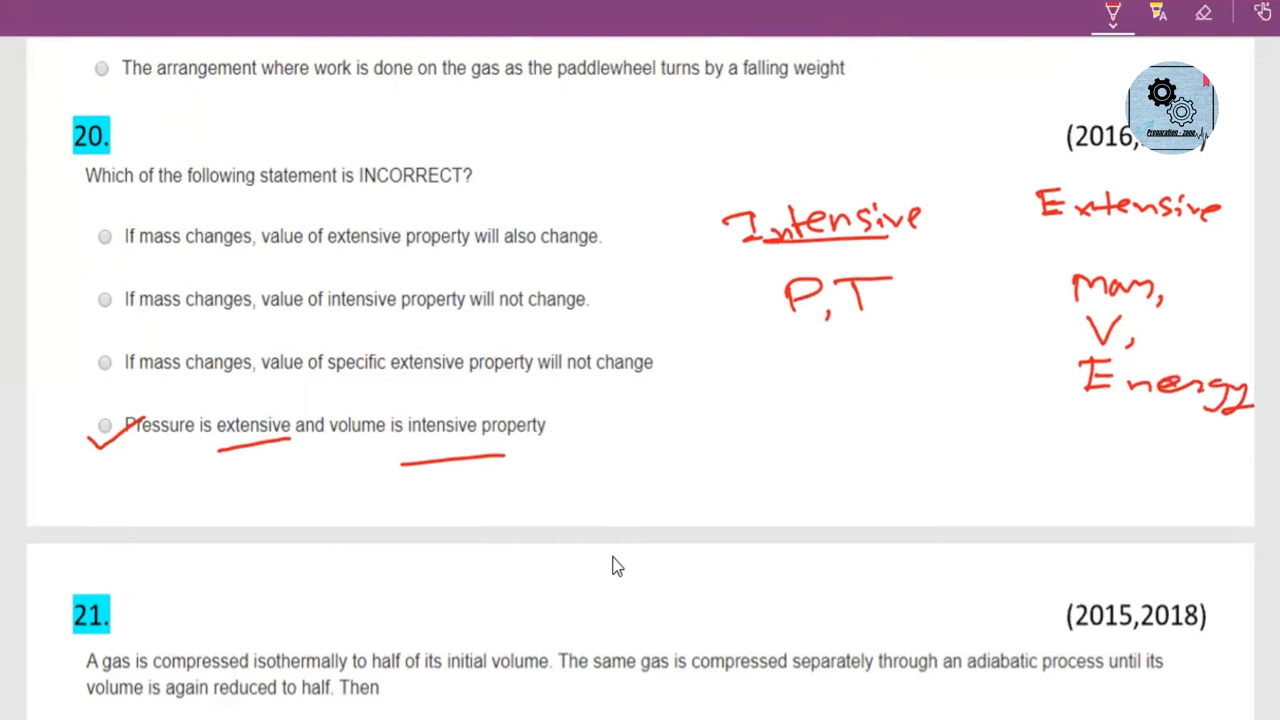 The arrangement where work is done on the gas as the paddlewheel turns by a falling weight
Preparation - zone
20.
(2016,
Which of the following statement is INCORRECT?
Intensive
Extensive
If mass changes, value of extensive property will also change.
P,T
Mass,
If mass changes, value of intensive property will not change.
V,
If mass changes, value of specific extensive property will not change
Energy
Pressure is extensive and volume is intensive property
21.
(2015,2018)
A gas is compressed isothermally to half of its initial volume. The same gas is compressed separately through an adiabatic process until its
volume is again reduced to half. Then